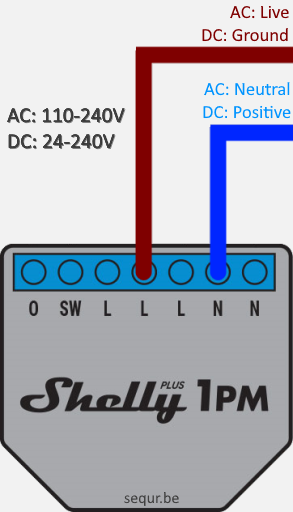 AC: Live
DC: Ground
AC: Neutral
DC: Positive
AC: 110-240V
DC: 24-240V
O SW L L L N N
Shelly PLUS 1PM
sequr.be